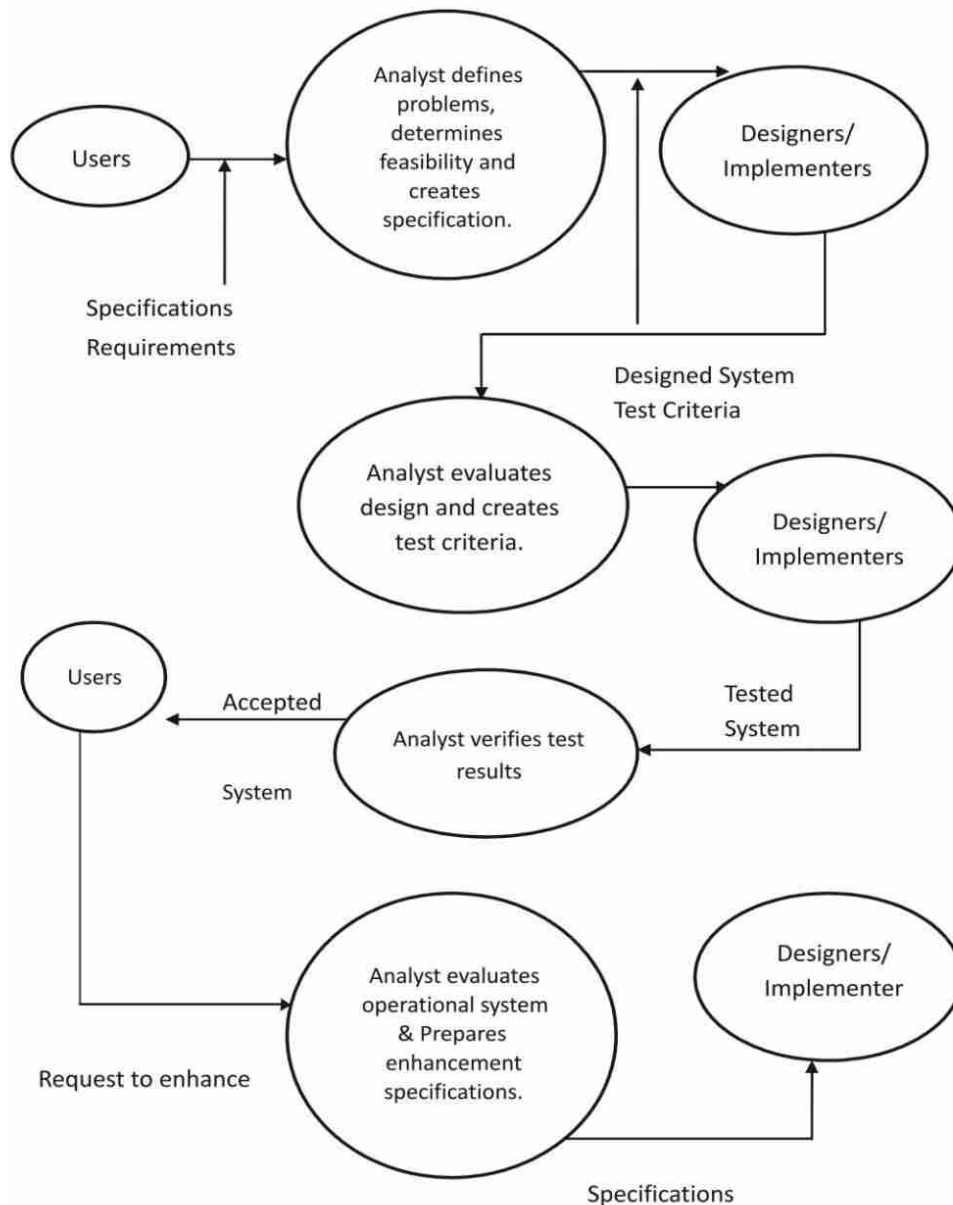 Analyst defines
problems,
determines
feasibility and
creates
specification.
Designers/
Implementers
Users
Specifications
Requirements
Designed System
Test Criteria
Analyst evaluates
design and creates
test criteria.
Designers/
Implementers
Users
Accepted
System
Analyst verifies test
results
Tested
System
Analyst evaluates
operational system
& Prepares
enhancement
specifications.
Designers/
Implementer
Request to enhance
Specifications